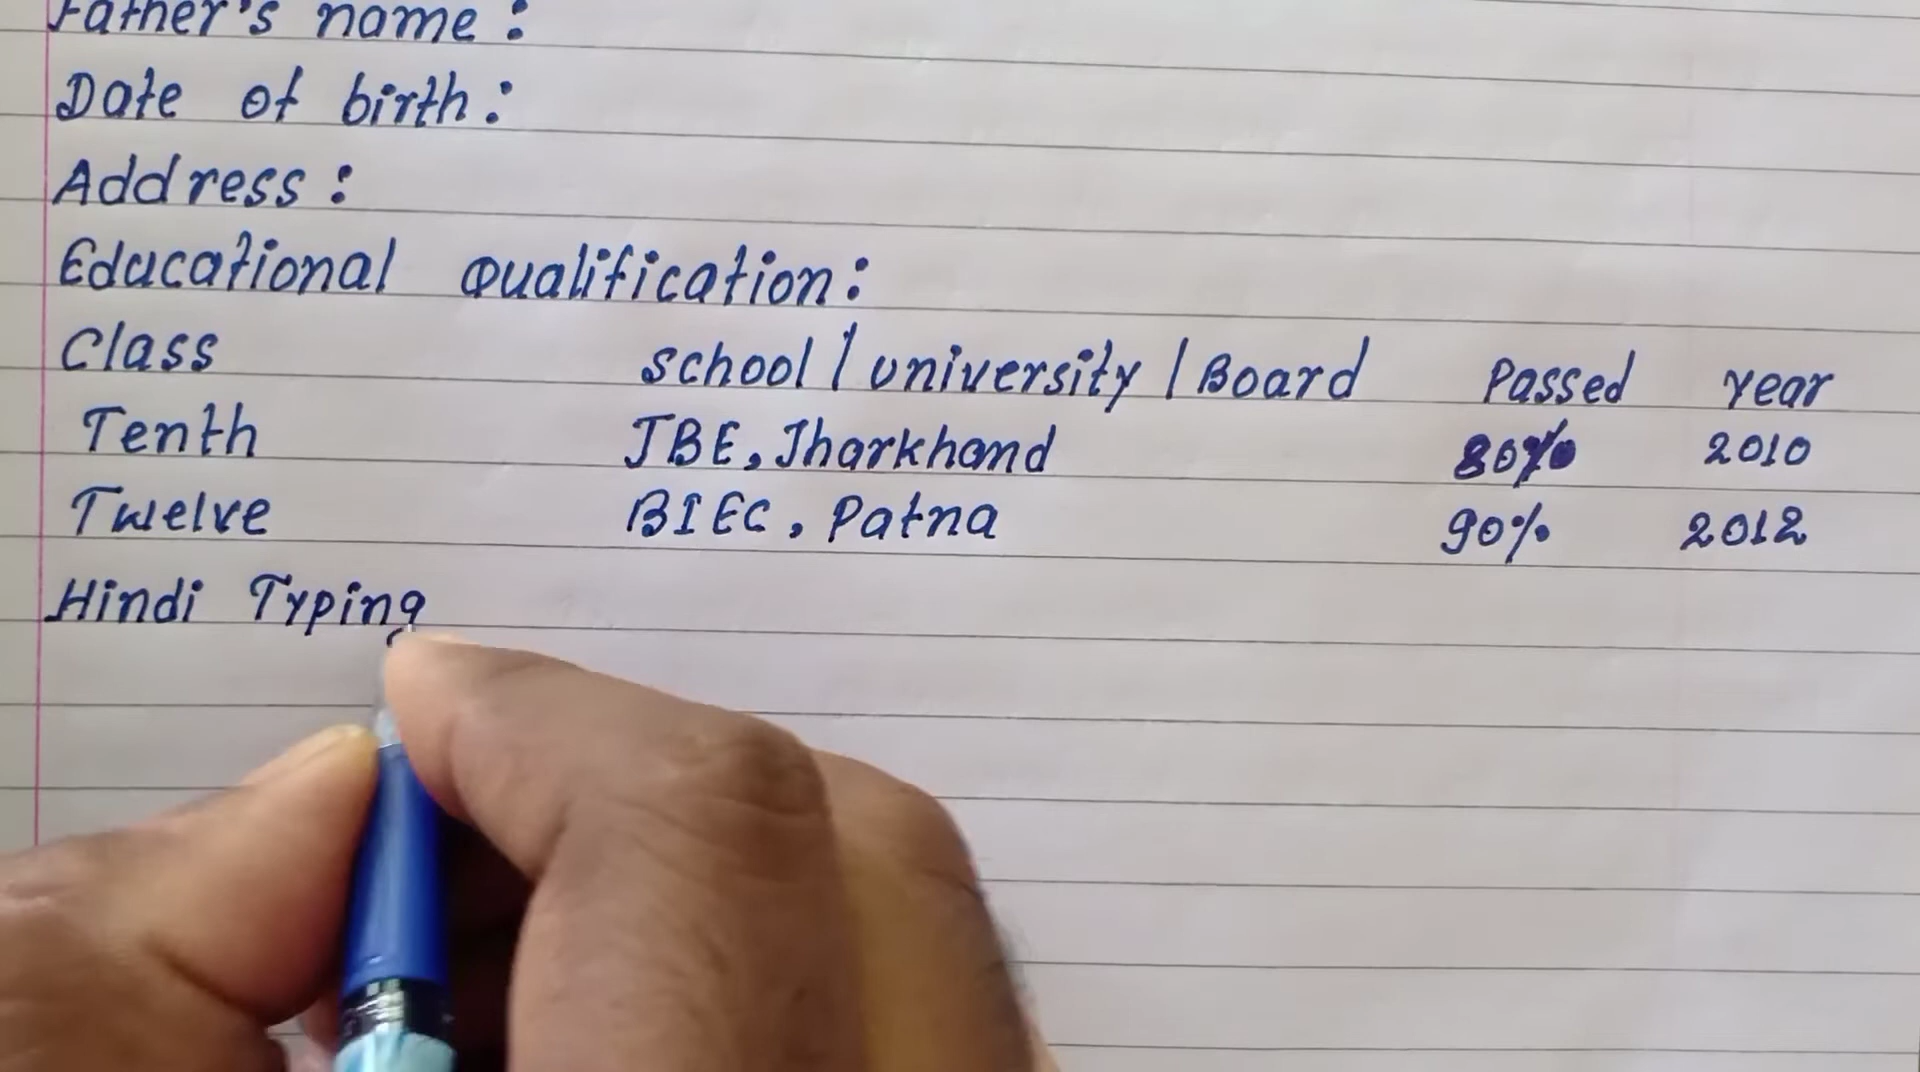 Father's name :
Date of birth :
Address :
Educational Qualification :
Class School / University / Board Passed Year
Tenth JBE, Jharkhand 80% 2010
Twelve BIEC, Patna 90% 2012
Hindi Typing